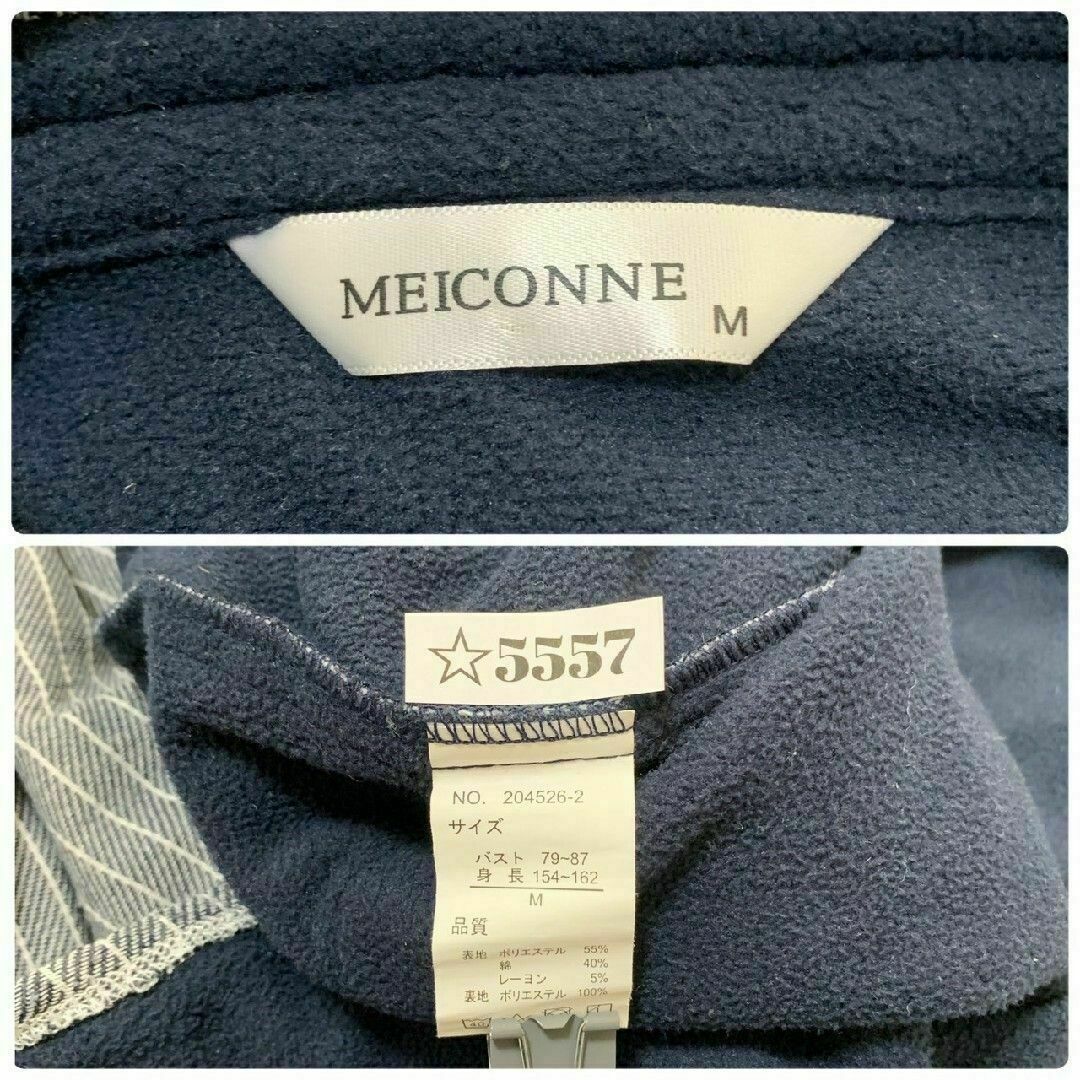 MEICONNE
M
☆5557
NO. 204526-2
サイズ
バスト 79~87
身長 154~162
M
品質
表地 ポリエステル 55%
綿 40%
レーヨン 5%
裏地 ポリエステル 100%
40